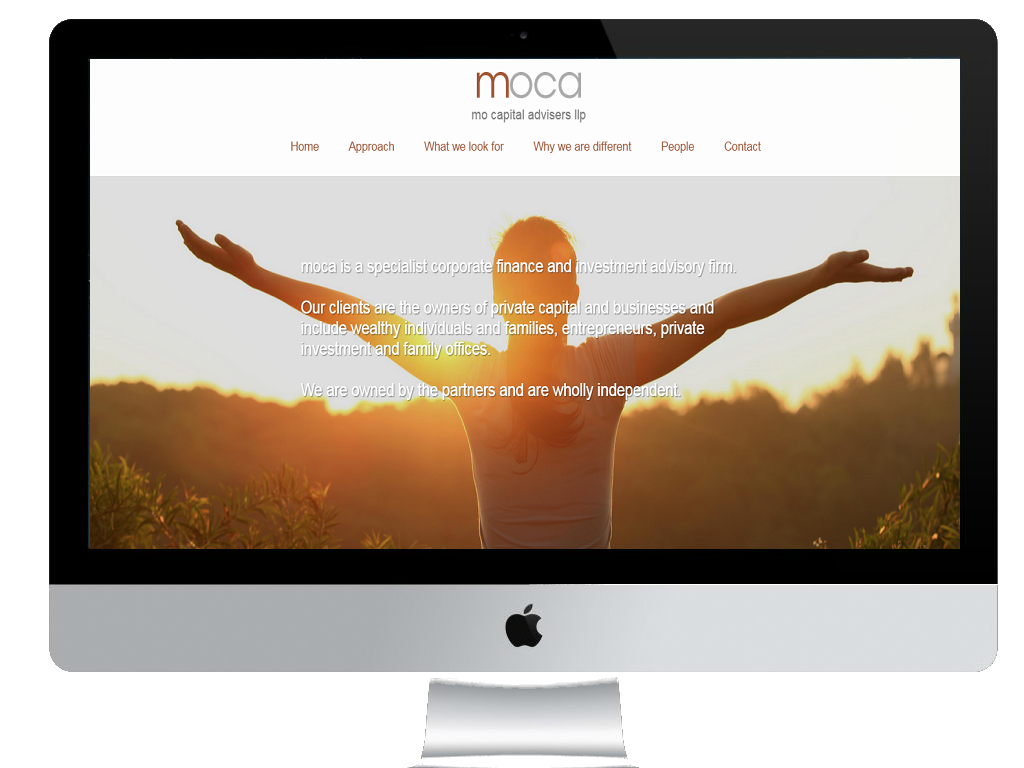 moca
mo capital advisers llp
Home Approach What we look for Why we are different People Contact
moca is a specialist corporate finance and investment advisory firm.
Our clients are the owners of private capital and businesses and
include wealthy individuals and families, entrepreneurs, private
investment and family offices.
We are owned by the partners and are wholly independent.